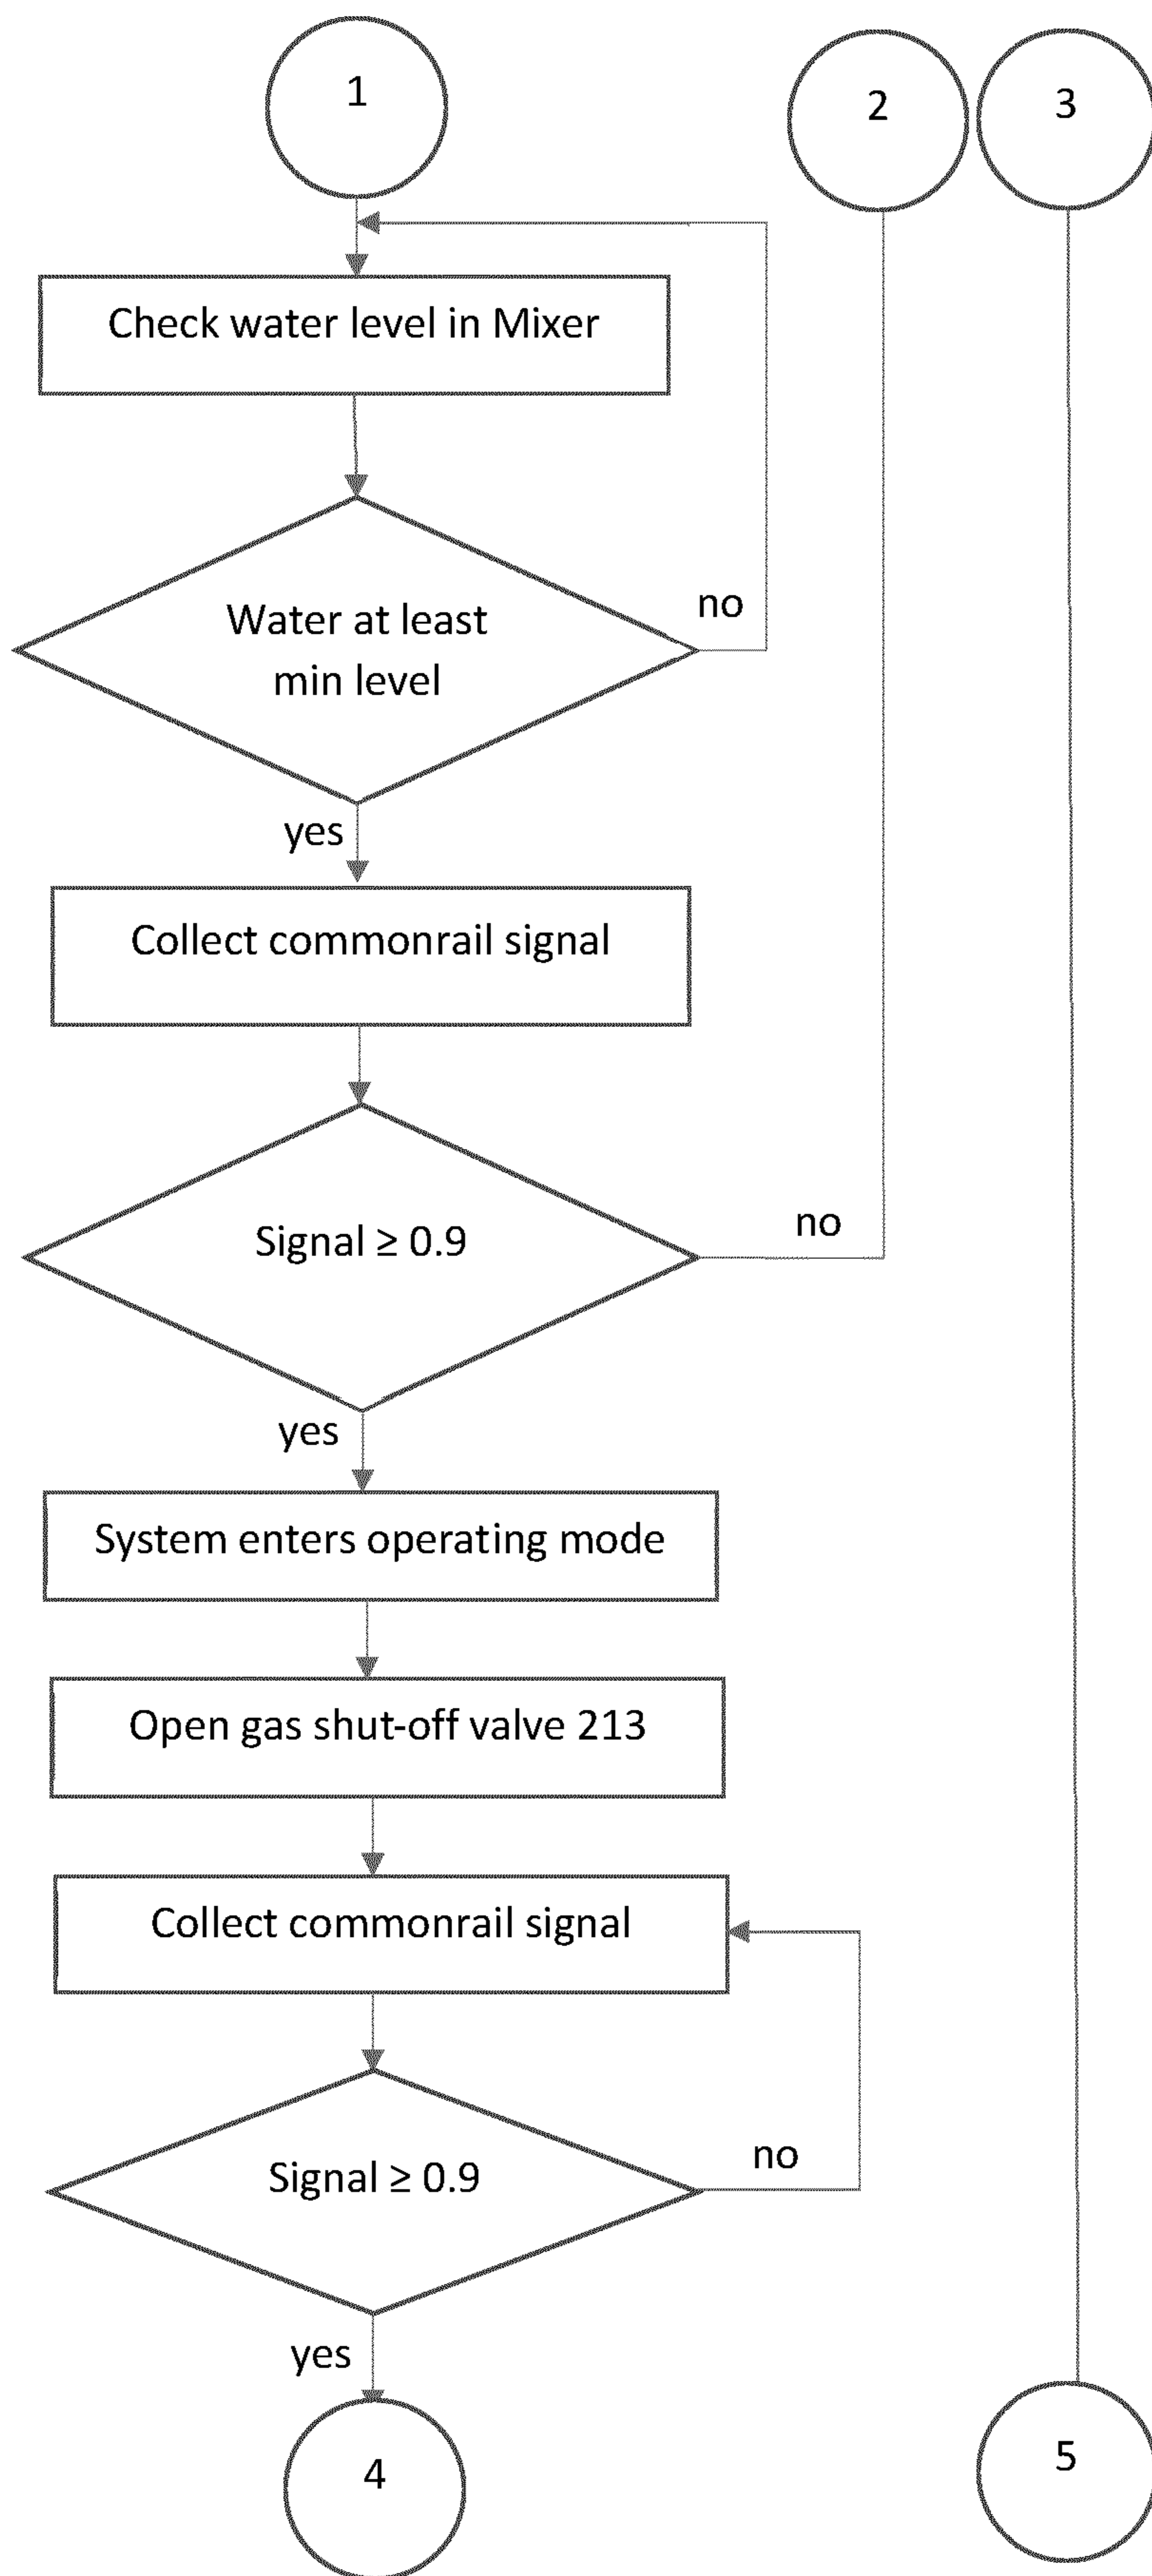 1
2
3
Check water level in Mixer
Water at least
min level
no
yes
Collect commonrail signal
Signal ≥ 0.9
no
yes
System enters operating mode
Open gas shut-off valve 213
Collect commonrail signal
Signal ≥ 0.9
no
yes
4
5